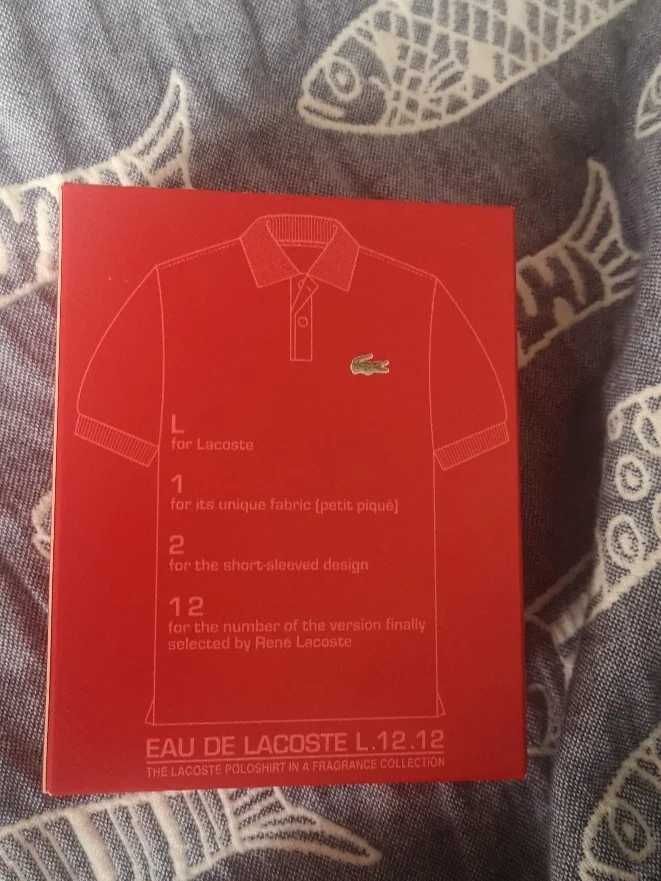 L
for Lacoste
1
for its unique fabric (petit piqué)
2
for the short-sleeved design
12
for the number of the version finally
selected by René Lacoste
EAU DE LACOSTE L.12.12
THE LACOSTE POLOSHIRT IN A FRAGRANCE COLLECTION